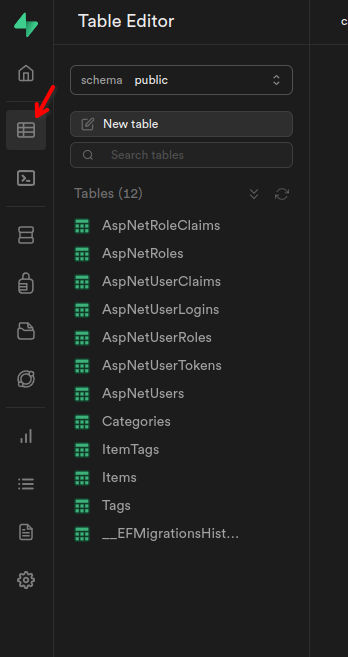 Table Editor
schema public
New table
Search tables
Tables (12)
AspNetRoleClaims
AspNetRoles
AspNetUserClaims
AspNetUserLogins
AspNetUserRoles
AspNetUserTokens
AspNetUsers
Categories
ItemTags
Items
Tags
__EFMigrationsHist...